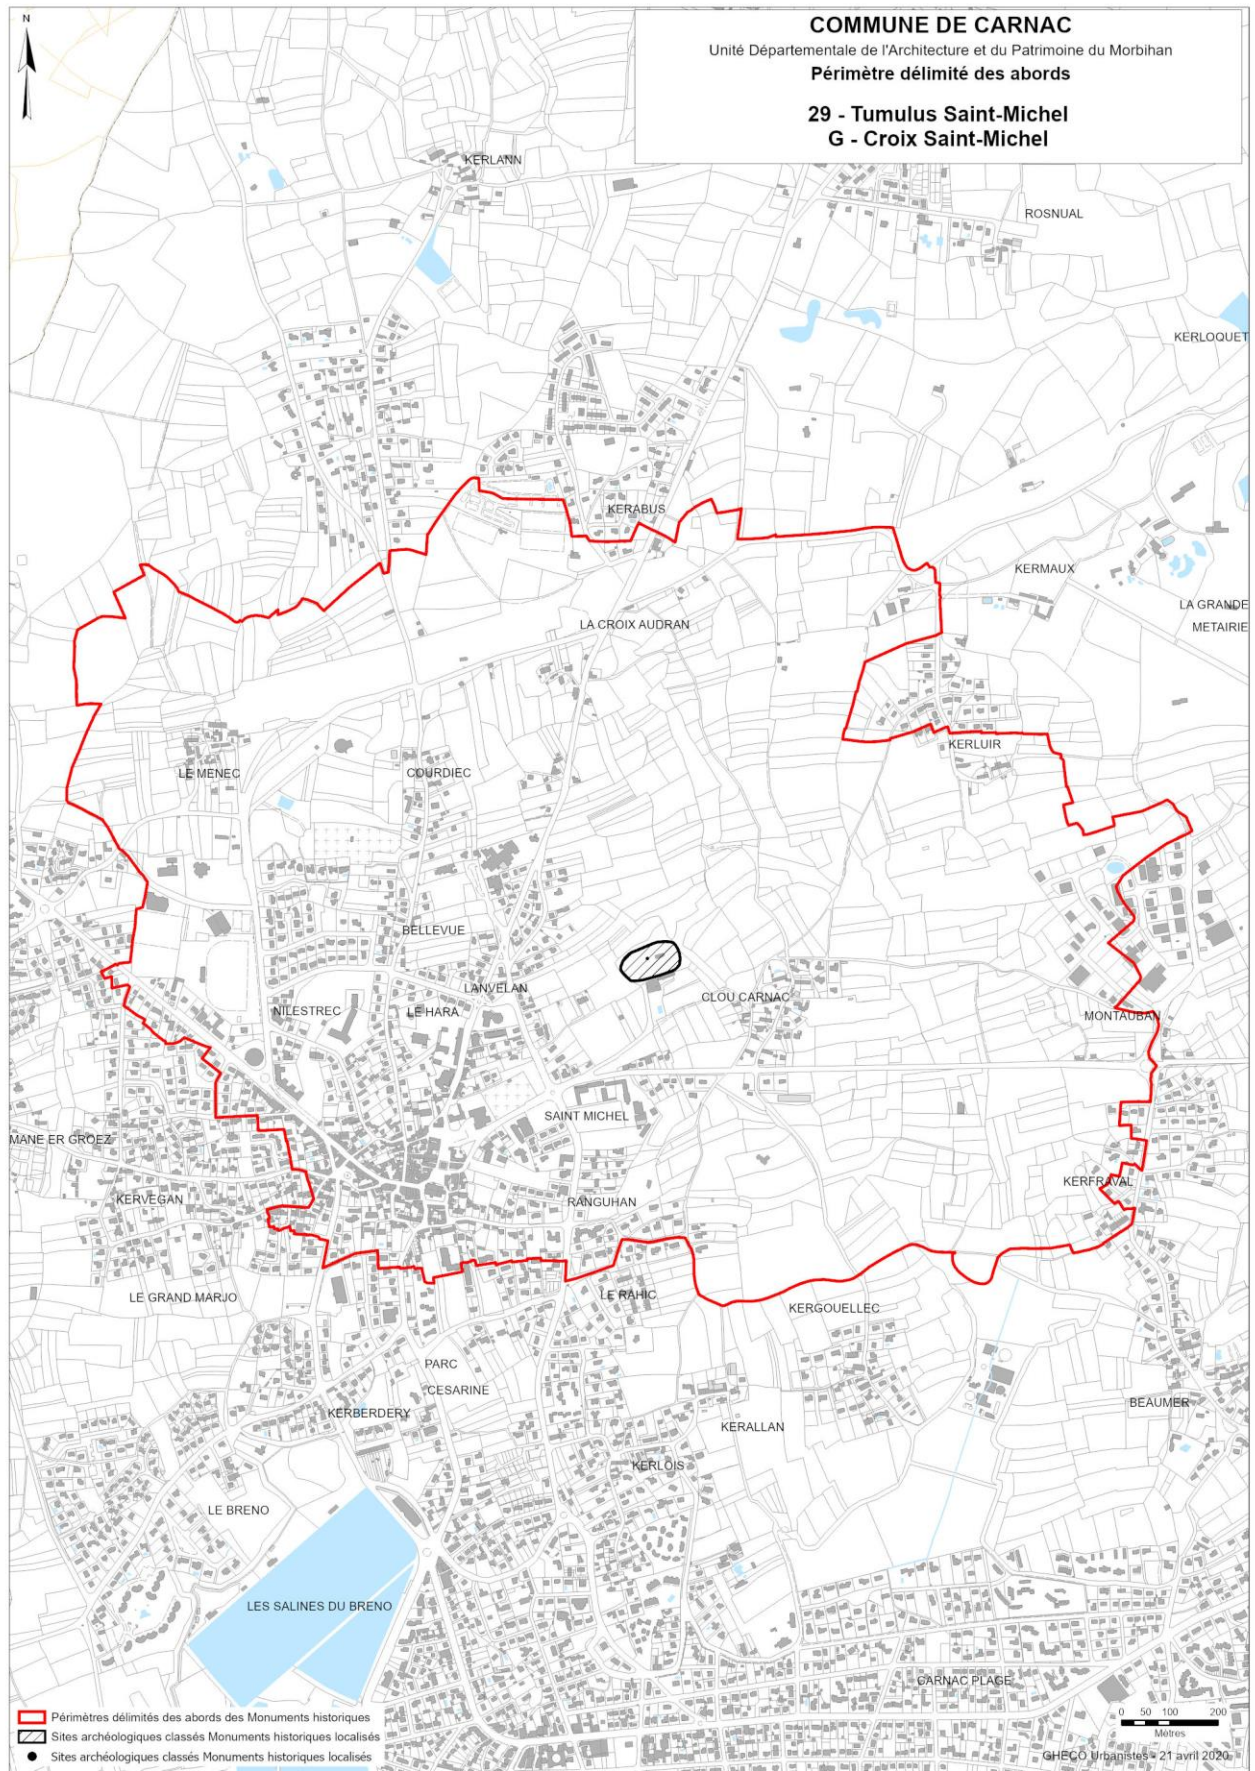 N
COMMUNE DE CARNAC
Unité Départementale de l'Architecture et du Patrimoine du Morbihan
Périmètre délimité des abords
29 - Tumulus Saint-Michel
G - Croix Saint-Michel
KERLANN
ROSNUAL
KERLOQUET
KERABUS
KERMAUX
LA GRANDE
METAIRIE
LA CROIX AUDRAN
KERLUIR
LE MENEC
COURDIEC
BELLEVUE
LANVELAN
CLOU CARNAC
NILESTREC
LE HARA
MONTAUBAN
SAINT MICHEL
MANE ER GROEZ
KERVEGAN
RANGUHAN
KERFRAVAL
LE GRAND MARJO
LE RAHIC
KERGOUELLEC
PARC
CESARINE
KERBERDERY
KERALLAN
BEAUMER
KERLOIS
LE BRENO
LES SALINES DU BRENO
CARNAC PLAGE
Périmètres délimités des abords des Monuments historiques
Sites archéologiques classés Monuments historiques localisés
Sites archéologiques classés Monuments historiques localisés
0 50 100 200
Mètres
GHECO Urbanistes - 21 avril 2020